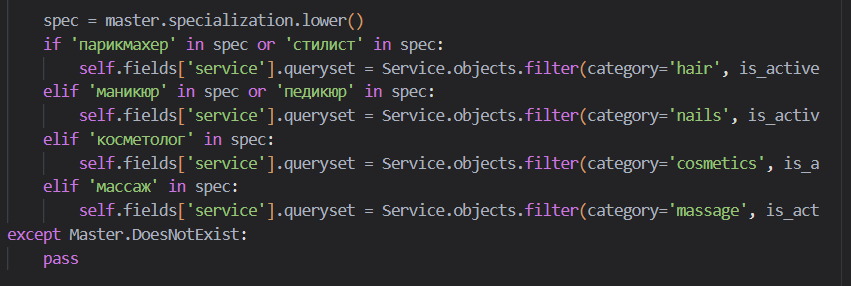 spec = master.specialization.lower()
if 'парикмахер' in spec or 'стилист' in spec:
self.fields['service'].queryset = Service.objects.filter(category='hair', is_active
elif 'маникюр' in spec or 'педикюр' in spec:
self.fields['service'].queryset = Service.objects.filter(category='nails', is_activ
elif 'косметолог' in spec:
self.fields['service'].queryset = Service.objects.filter(category='cosmetics', is_a
elif 'массаж' in spec:
self.fields['service'].queryset = Service.objects.filter(category='massage', is_act
except Master.DoesNotExist:
pass